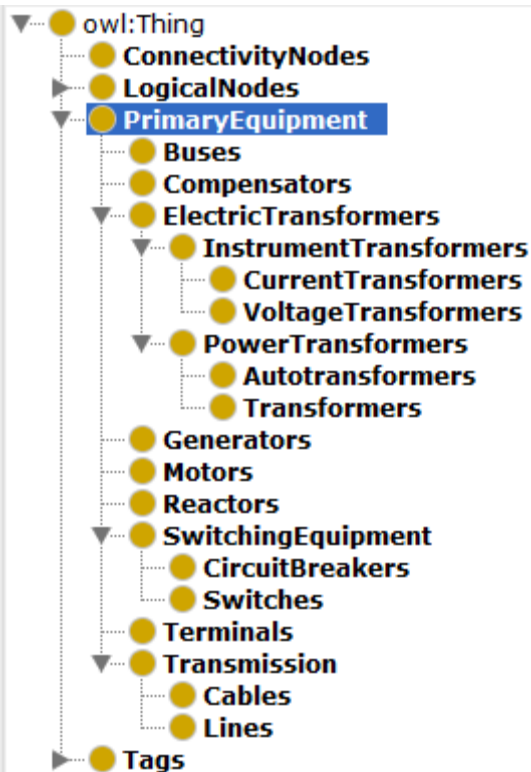 owl:Thing
ConnectivityNodes
LogicalNodes
PrimaryEquipment
Buses
Compensators
ElectricTransformers
InstrumentTransformers
CurrentTransformers
VoltageTransformers
PowerTransformers
Autotransformers
Transformers
Generators
Motors
Reactors
SwitchingEquipment
CircuitBreakers
Switches
Terminals
Transmission
Cables
Lines
Tags